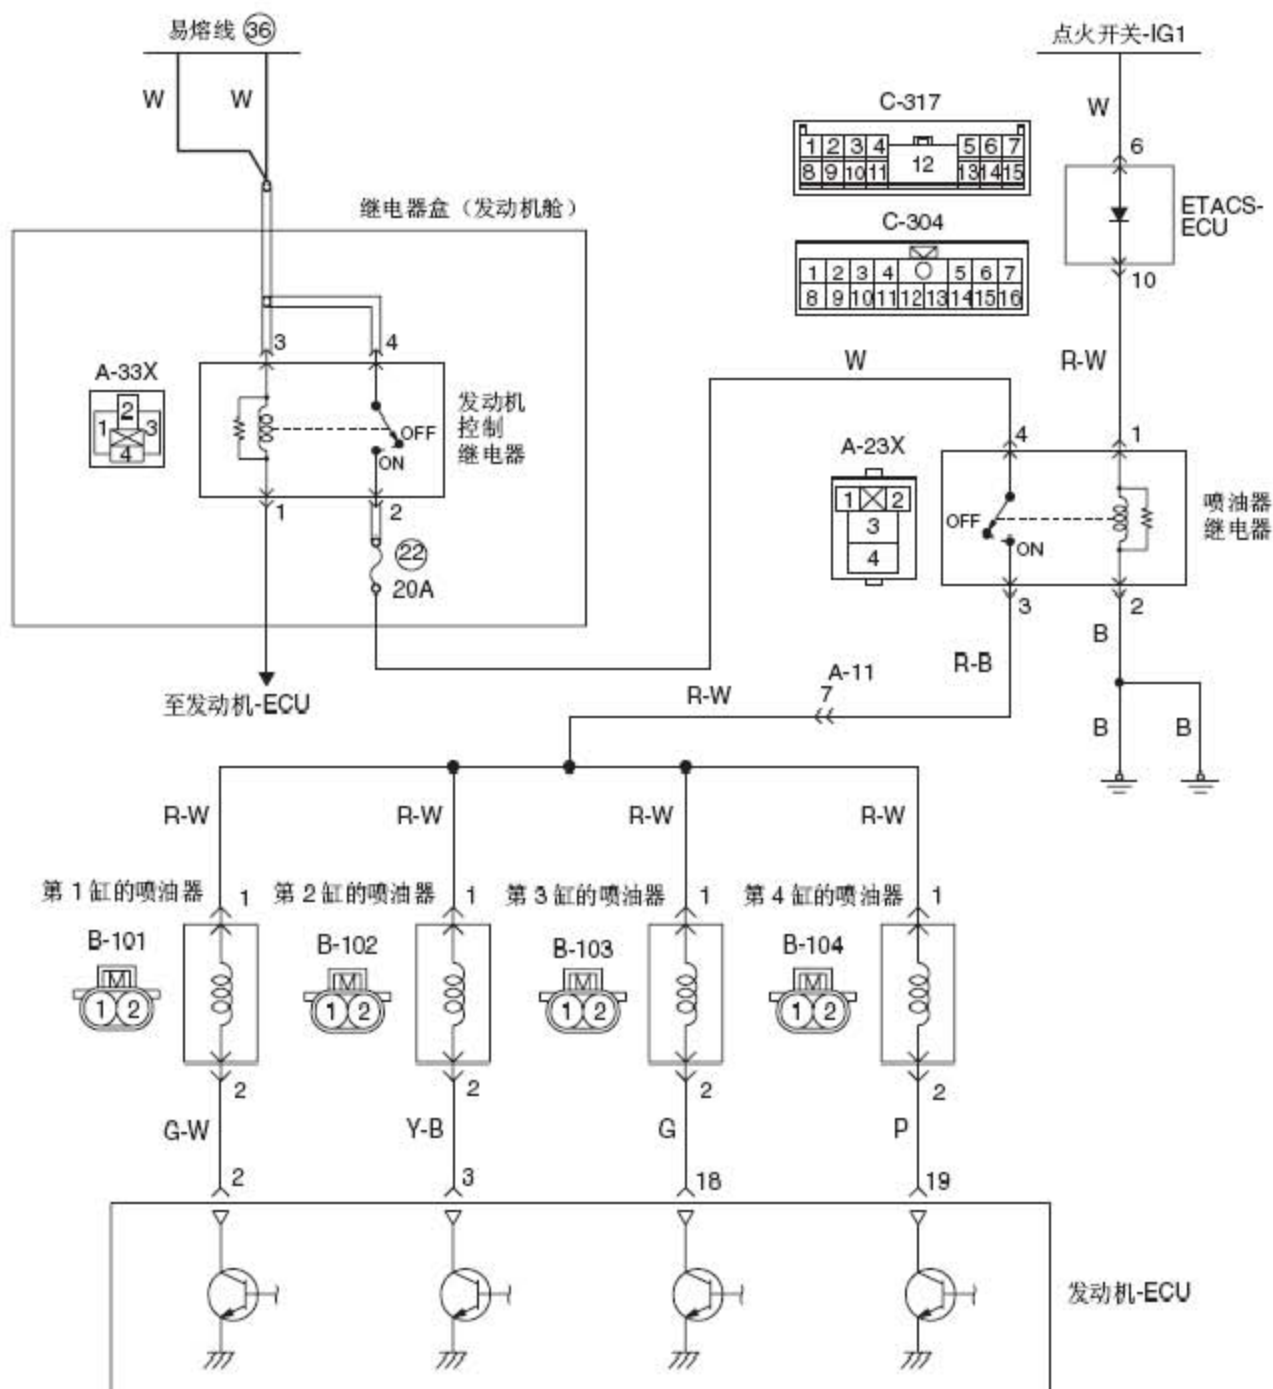 易熔线 36
点火开关-IG1
W
W
W
C-317
1 2 3 4 5 6 7
8 9 10 11 12 13 14 15
6
ETACS-
ECU
10
C-304
1 2 3 4 5 6 7
8 9 10 11 12 13 14 15 16
继电器盒（发动机舱）
3
4
A-33X
2
1 3
4
OFF
ON
发动机
控制
继电器
1
2
22
20A
至发动机-ECU
W
R-W
4
1
A-23X
1 2
3
4
OFF
ON
喷油器
继电器
3
2
B
R-B
A-11
7
R-W
B
B
R-W
R-W
R-W
R-W
第 1 缸的喷油器
1
第 2 缸的喷油器
1
第 3 缸的喷油器
1
第 4 缸的喷油器
1
B-101
1 2
B-102
1 2
B-103
1 2
B-104
1 2
2
2
2
2
G-W
Y-B
G
P
2
3
18
19
发动机-ECU